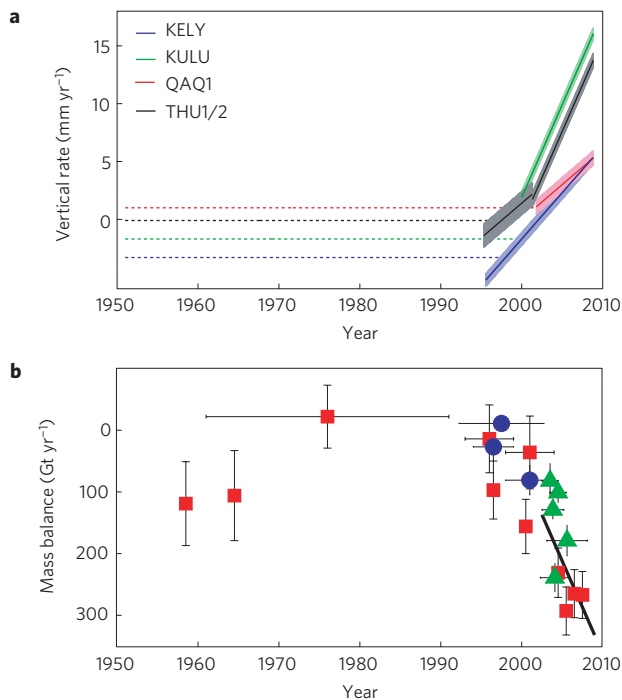 a
KELY
KULU
QAQ1
THU1/2
Vertical rate (mm yr⁻¹)
15
10
5
0
1950 1960 1970 1980 1990 2000 2010
Year
b
Mass balance (Gt yr⁻¹)
0
100
200
300
1950 1960 1970 1980 1990 2000 2010
Year